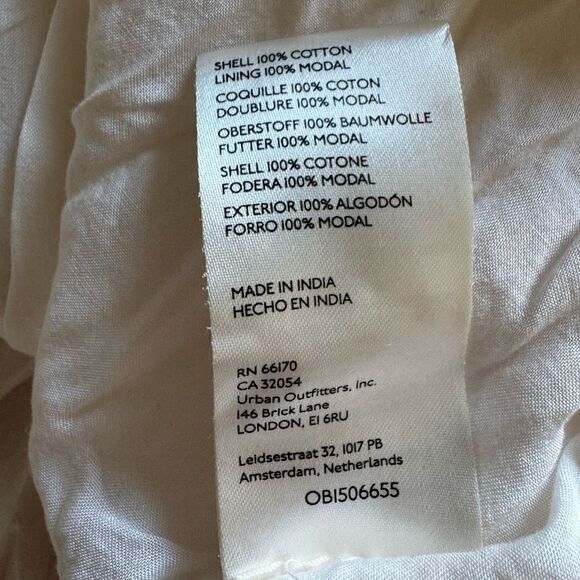 SHELL 100% COTTON
LINING 100% MODAL
COQUILLE 100% COTON
DOUBLURE 100% MODAL
OBERSTOFF 100% BAUMWOLLE
FUTTER 100% MODAL
SHELL 100% COTONE
FODERA 100% MODAL
EXTERIOR 100% ALGODÓN
FORRO 100% MODAL
MADE IN INDIA
HECHO EN INDIA
RN 66170
CA 32054
Urban Outfitters, Inc.
146 Brick Lane
LONDON, E1 6RU
Leidsestraat 32, 1017 PB
Amsterdam, Netherlands
OB1506655